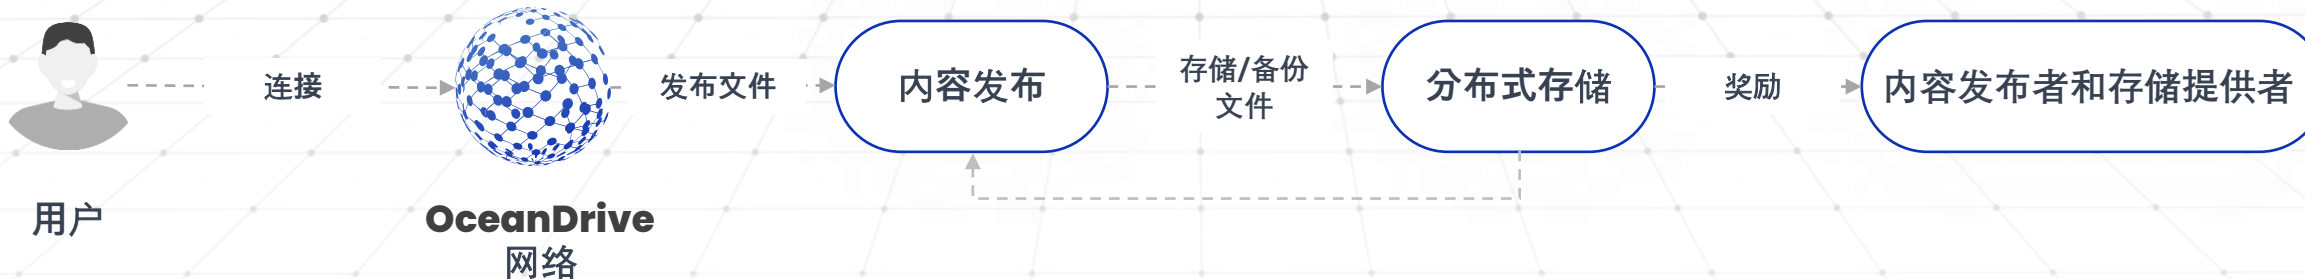 用户
连接
OceanDrive
网络
发布文件
内容发布
存储/备份
文件
分布式存储
奖励
内容发布者和存储提供者